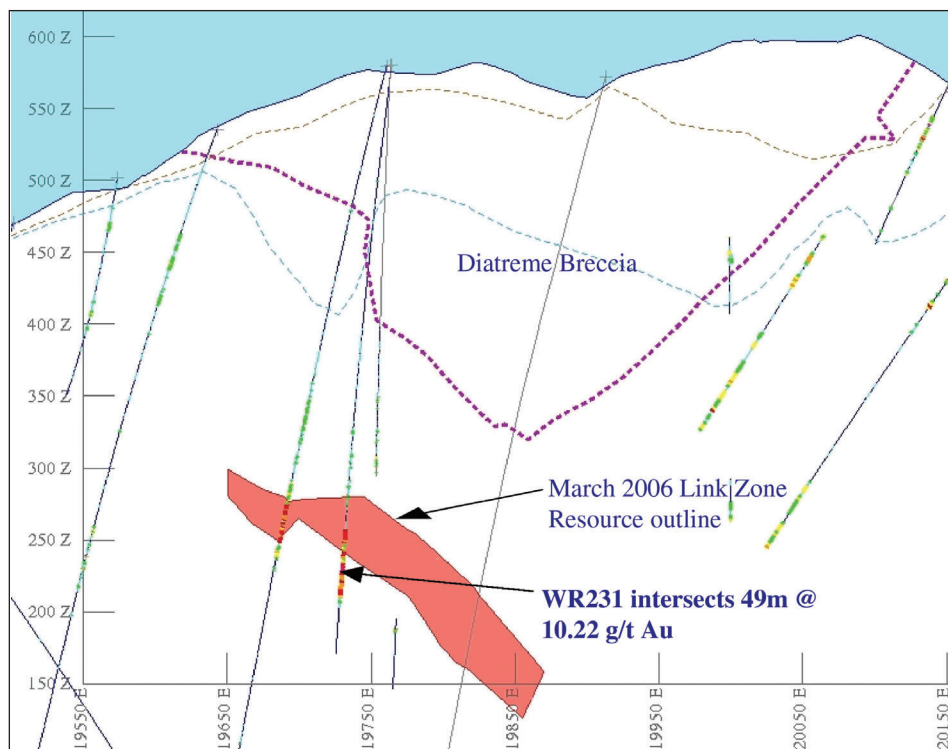 600 Z
550 Z
500 Z
450 Z
Diatreme Breccia
400 Z
350 Z
300 Z
March 2006 Link Zone
Resource outline
250 Z
WR231 intersects 49m @
10.22 g/t Au
200 Z
150 Z
19550 E
19650 E
19750 E
19850 E
19950 E
20050 E
20150 E